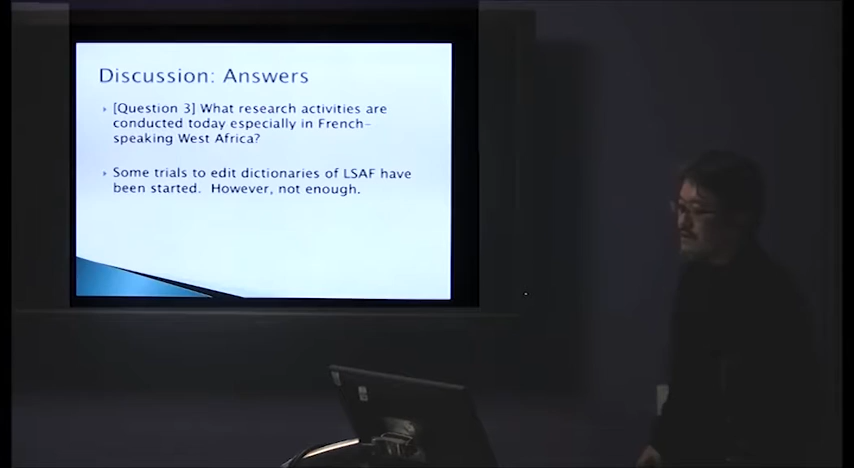 Discussion: Answers
[Question 3] What research activities are
conducted today especially in French-
speaking West Africa?
Some trials to edit dictionaries of LSAF have
been started.  However, not enough.